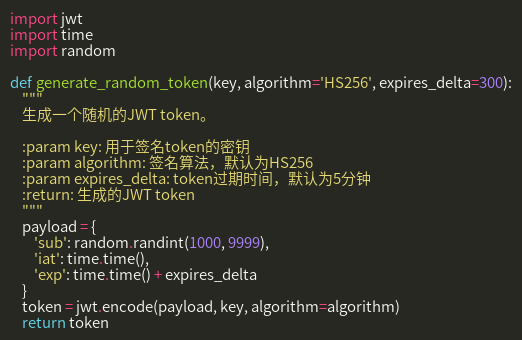 import jwt
import time
import random

def generate_random_token(key, algorithm='HS256', expires_delta=300):
    """
    生成一个随机的JWT token。

    :param key: 用于签名token的密钥
    :param algorithm: 签名算法，默认为HS256
    :param expires_delta: token过期时间，默认为5分钟
    :return: 生成的JWT token
    """
    payload = {
        'sub': random.randint(1000, 9999),
        'iat': time.time(),
        'exp': time.time() + expires_delta
    }
    token = jwt.encode(payload, key, algorithm=algorithm)
    return token